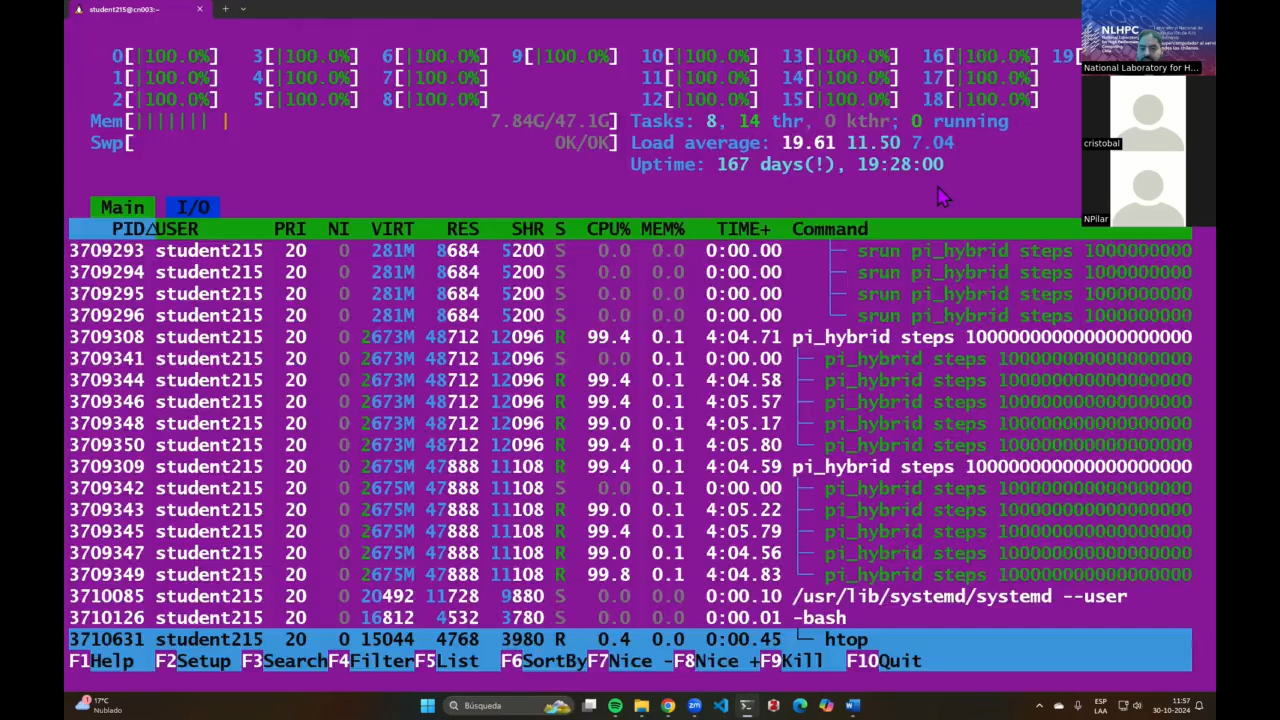 student215@cn003:~
0[|100.0%] 3[|100.0%] 6[|100.0%] 9[|100.0%] 10[|100.0%] 13[|100.0%] 16[|100.0%] 19[
1[|100.0%] 4[|100.0%] 7[|100.0%] 11[|100.0%] 14[|100.0%] 17[|100.0%]
2[|100.0%] 5[|100.0%] 8[|100.0%] 12[|100.0%] 15[|100.0%] 18[|100.0%]
Mem[||||||| | 7.84G/47.1G] Tasks: 8, 14 thr, 0 kthr; 0 running
Swp[ 0K/0K] Load average: 19.61 11.50 7.04
Uptime: 167 days(!), 19:28:00
NLHPC
National Laboratory for H...
cristobal
NPilar
Main I/O
PID△USER PRI NI VIRT RES SHR S CPU% MEM% TIME+ Command
3709293 student215 20 0 281M 8684 5200 S 0.0 0.0 0:00.00 ├─ srun pi_hybrid steps 1000000000
3709294 student215 20 0 281M 8684 5200 S 0.0 0.0 0:00.00 ├─ srun pi_hybrid steps 1000000000
3709295 student215 20 0 281M 8684 5200 S 0.0 0.0 0:00.00 ├─ srun pi_hybrid steps 1000000000
3709296 student215 20 0 281M 8684 5200 S 0.0 0.0 0:00.00 └─ srun pi_hybrid steps 1000000000
3709308 student215 20 0 2673M 48712 12096 R 99.4 0.1 4:04.71 pi_hybrid steps 100000000000000000000
3709341 student215 20 0 2673M 48712 12096 S 0.0 0.1 0:00.00 ├─ pi_hybrid steps 100000000000000000
3709344 student215 20 0 2673M 48712 12096 R 99.4 0.1 4:04.58 ├─ pi_hybrid steps 100000000000000000
3709346 student215 20 0 2673M 48712 12096 R 99.4 0.1 4:05.57 ├─ pi_hybrid steps 100000000000000000
3709348 student215 20 0 2673M 48712 12096 R 99.0 0.1 4:05.17 ├─ pi_hybrid steps 100000000000000000
3709350 student215 20 0 2673M 48712 12096 R 99.4 0.1 4:05.80 └─ pi_hybrid steps 100000000000000000
3709309 student215 20 0 2675M 47888 11108 R 99.4 0.1 4:04.59 pi_hybrid steps 100000000000000000000
3709342 student215 20 0 2675M 47888 11108 S 0.0 0.1 0:00.00 ├─ pi_hybrid steps 100000000000000000
3709343 student215 20 0 2675M 47888 11108 R 99.0 0.1 4:05.22 ├─ pi_hybrid steps 100000000000000000
3709345 student215 20 0 2675M 47888 11108 R 99.4 0.1 4:05.79 ├─ pi_hybrid steps 100000000000000000
3709347 student215 20 0 2675M 47888 11108 R 99.0 0.1 4:04.56 ├─ pi_hybrid steps 100000000000000000
3709349 student215 20 0 2675M 47888 11108 R 99.8 0.1 4:04.83 └─ pi_hybrid steps 100000000000000000
3710085 student215 20 0 20492 11728 9880 S 0.0 0.0 0:00.10 /usr/lib/systemd/systemd --user
3710126 student215 20 0 16812 4532 3780 S 0.0 0.0 0:00.01 -bash
3710631 student215 20 0 15044 4768 3980 R 0.4 0.0 0:00.45 └─ htop
F1Help F2Setup F3SearchF4FilterF5List F6SortByF7Nice -F8Nice +F9Kill F10Quit
17°C
Nublado
Búsqueda
ESP
LAA
11:57
30-10-2024